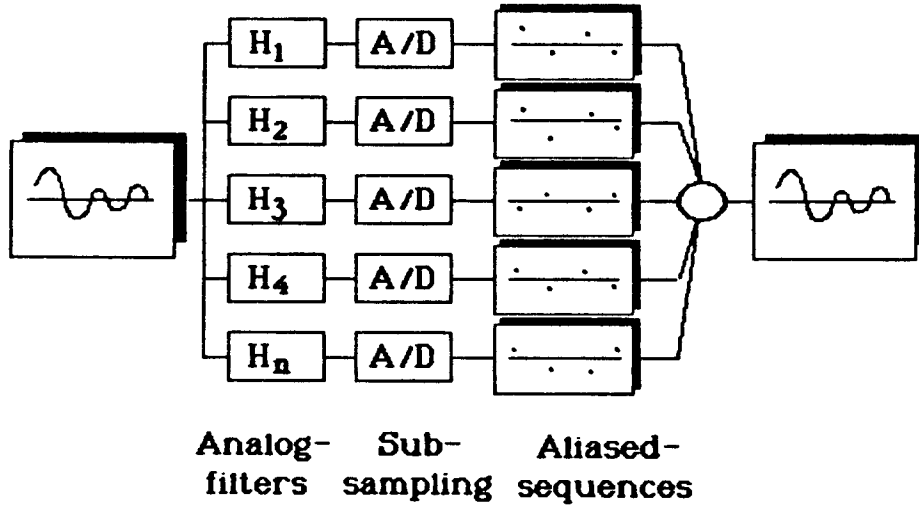 H1 A/D
H2 A/D
H3 A/D
H4 A/D
Hn A/D
Analog- Sub- Aliased-
filters sampling sequences